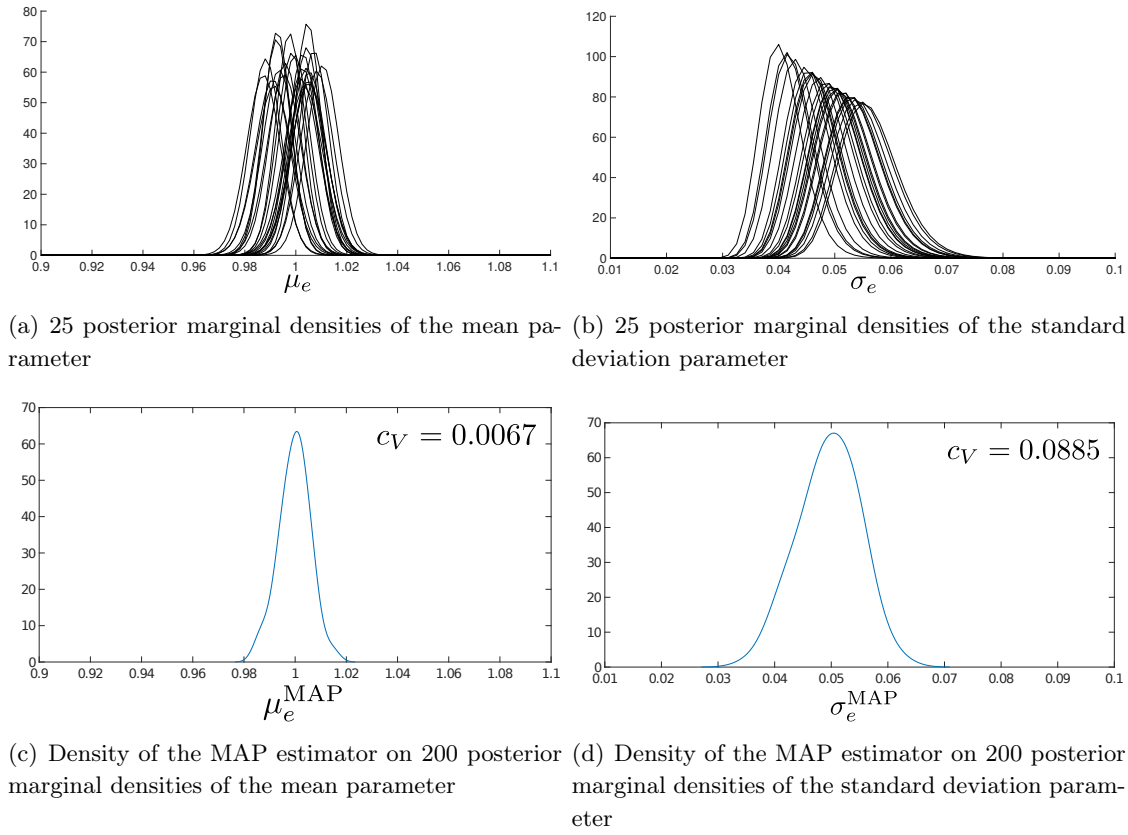 80
70
60
50
40
30
20
10
0
0.9 0.92 0.94 0.96 0.98 1 1.02 1.04 1.06 1.08 1.1
μ_e
120
100
80
60
40
20
0
0.01 0.02 0.03 0.04 0.05 0.06 0.07 0.08 0.09 0.1
σ_e
(a) 25 posterior marginal densities of the mean pa-
rameter
(b) 25 posterior marginal densities of the standard
deviation parameter
70
60
50
40
30
20
10
0
c_V = 0.0067
0.9 0.92 0.94 0.96 0.98 1 1.02 1.04 1.06 1.08 1.1
μ_e^MAP
70
60
50
40
30
20
10
0
c_V = 0.0885
0.01 0.02 0.03 0.04 0.05 0.06 0.07 0.08 0.09 0.1
σ_e^MAP
(c) Density of the MAP estimator on 200 posterior
marginal densities of the mean parameter
(d) Density of the MAP estimator on 200 posterior
marginal densities of the standard deviation param-
eter